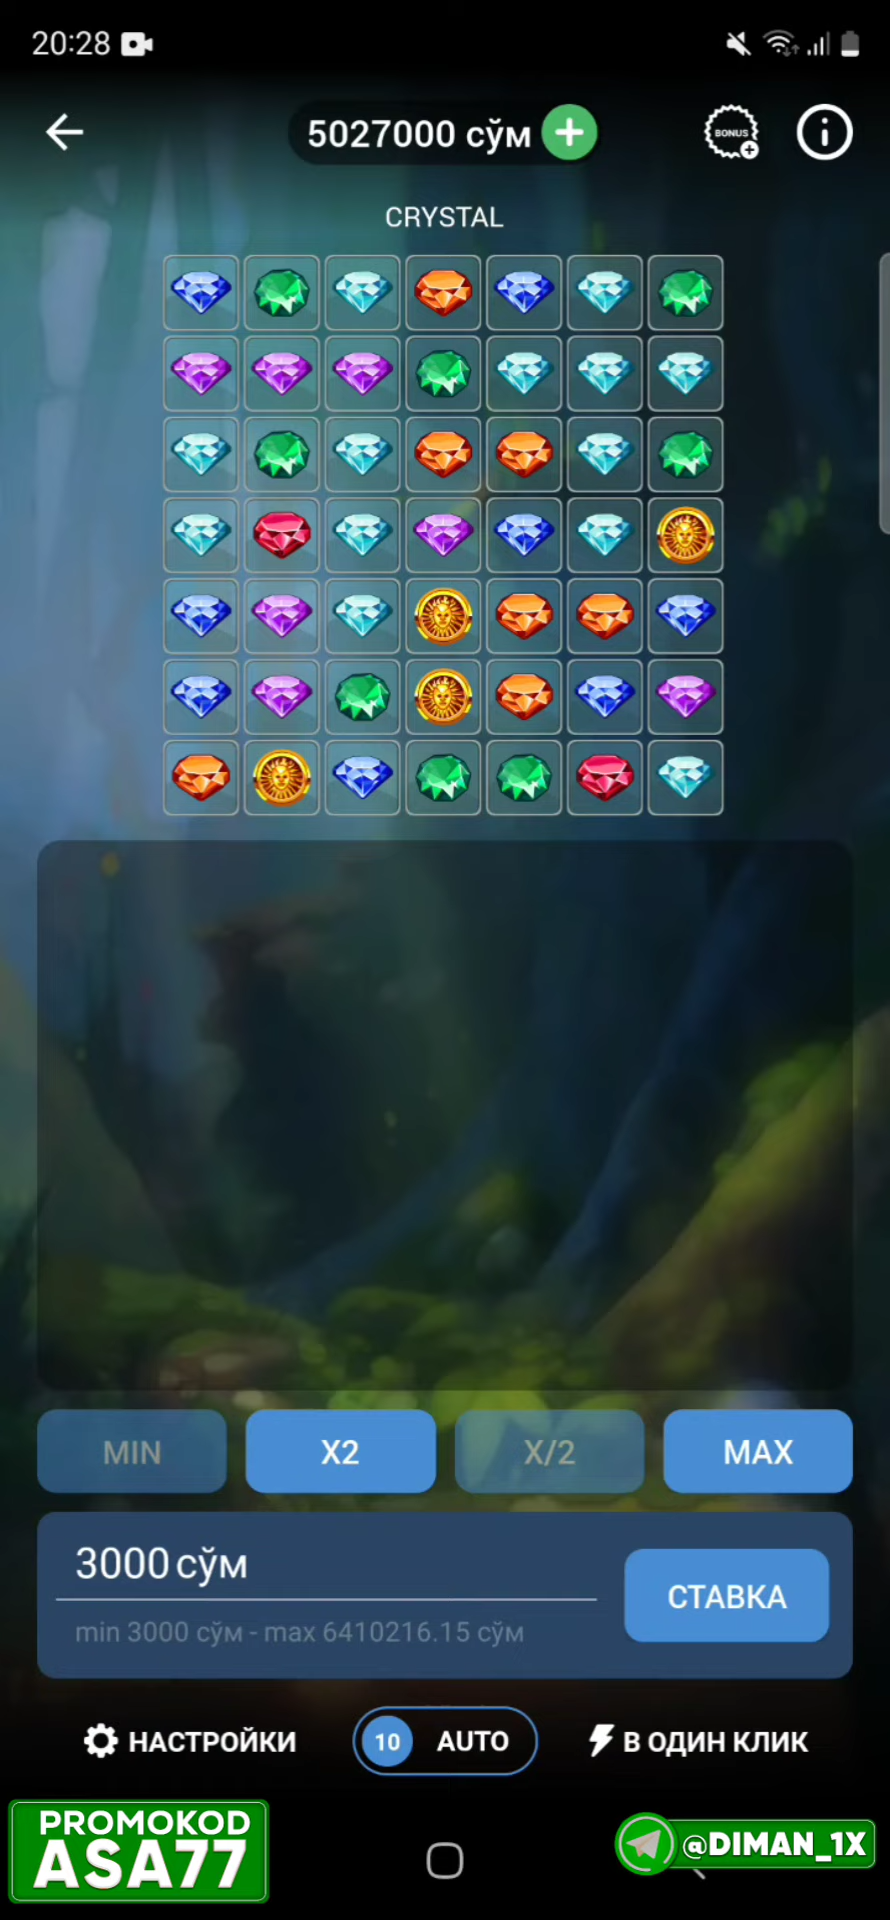 20:28
5027000 сўм
BONUS
CRYSTAL
MIN X2 X/2 MAX
3000 сўм
СТАВКА
min 3000 сўм - max 6410216.15 сўм
НАСТРОЙКИ 10 AUTO В ОДИН КЛИК
PROMOKOD
ASA77
@DIMAN_1X